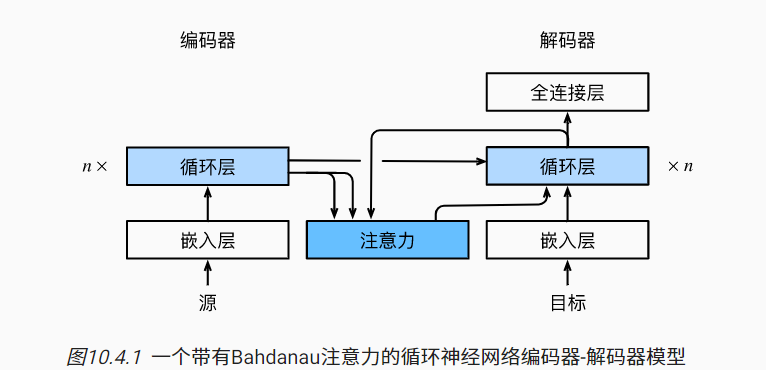 编码器
解码器
全连接层
n ×
循环层
循环层
× n
嵌入层
注意力
嵌入层
源
目标
图10.4.1 一个带有Bahdanau注意力的循环神经网络编码器-解码器模型